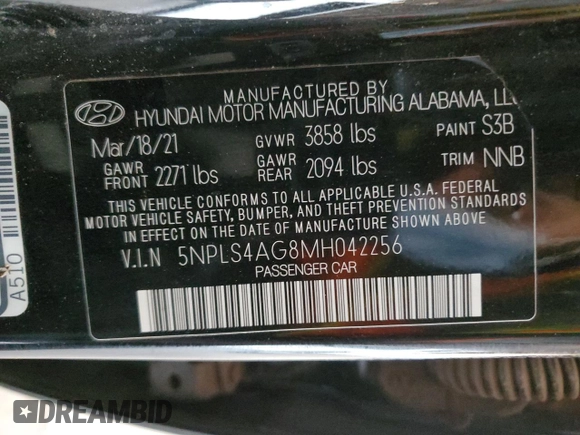 MANUFACTURED BY
HYUNDAI MOTOR MANUFACTURING ALABAMA, LLC
Mar/18/21 GVWR 3858 lbs PAINT S3B
GAWR FRONT 2271 lbs GAWR REAR 2094 lbs TRIM NNB
THIS VEHICLE CONFORMS TO ALL APPLICABLE U.S.A. FEDERAL
MOTOR VEHICLE SAFETY, BUMPER, AND THEFT PREVENTION
STANDARDS IN EFFECT ON THE DATE OF MANUFACTURE SHOWN
ABOVE.
V.I.N 5NPLS4AG8MH042256
PASSENGER CAR
A510
DREAMBID